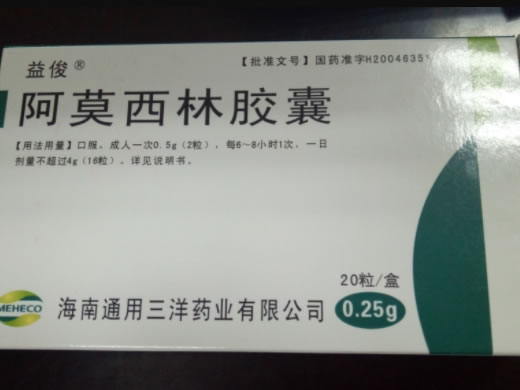 益俊®
【批准文号】国药准字H20046351
阿莫西林胶囊
【用法用量】口服。成人一次0.5g(2粒),每6~8小时1次,一日
剂量不超过4g(16粒)。详见说明书。
20粒/盒
MEHECO
海南通用三洋药业有限公司
0.25g